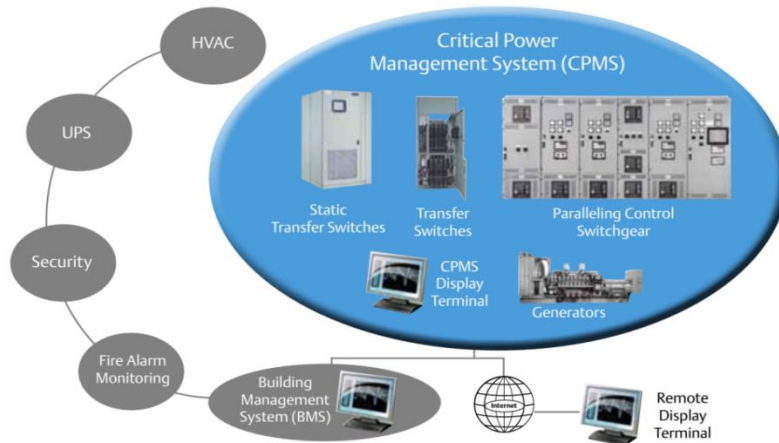 HVAC
UPS
Security
Fire Alarm
Monitoring
Building
Management
System (BMS)
Critical Power
Management System (CPMS)
Static
Transfer Switches
Transfer
Switches
Paralleling Control
Switchgear
CPMS
Display
Terminal
Generators
Internet
Remote
Display
Terminal